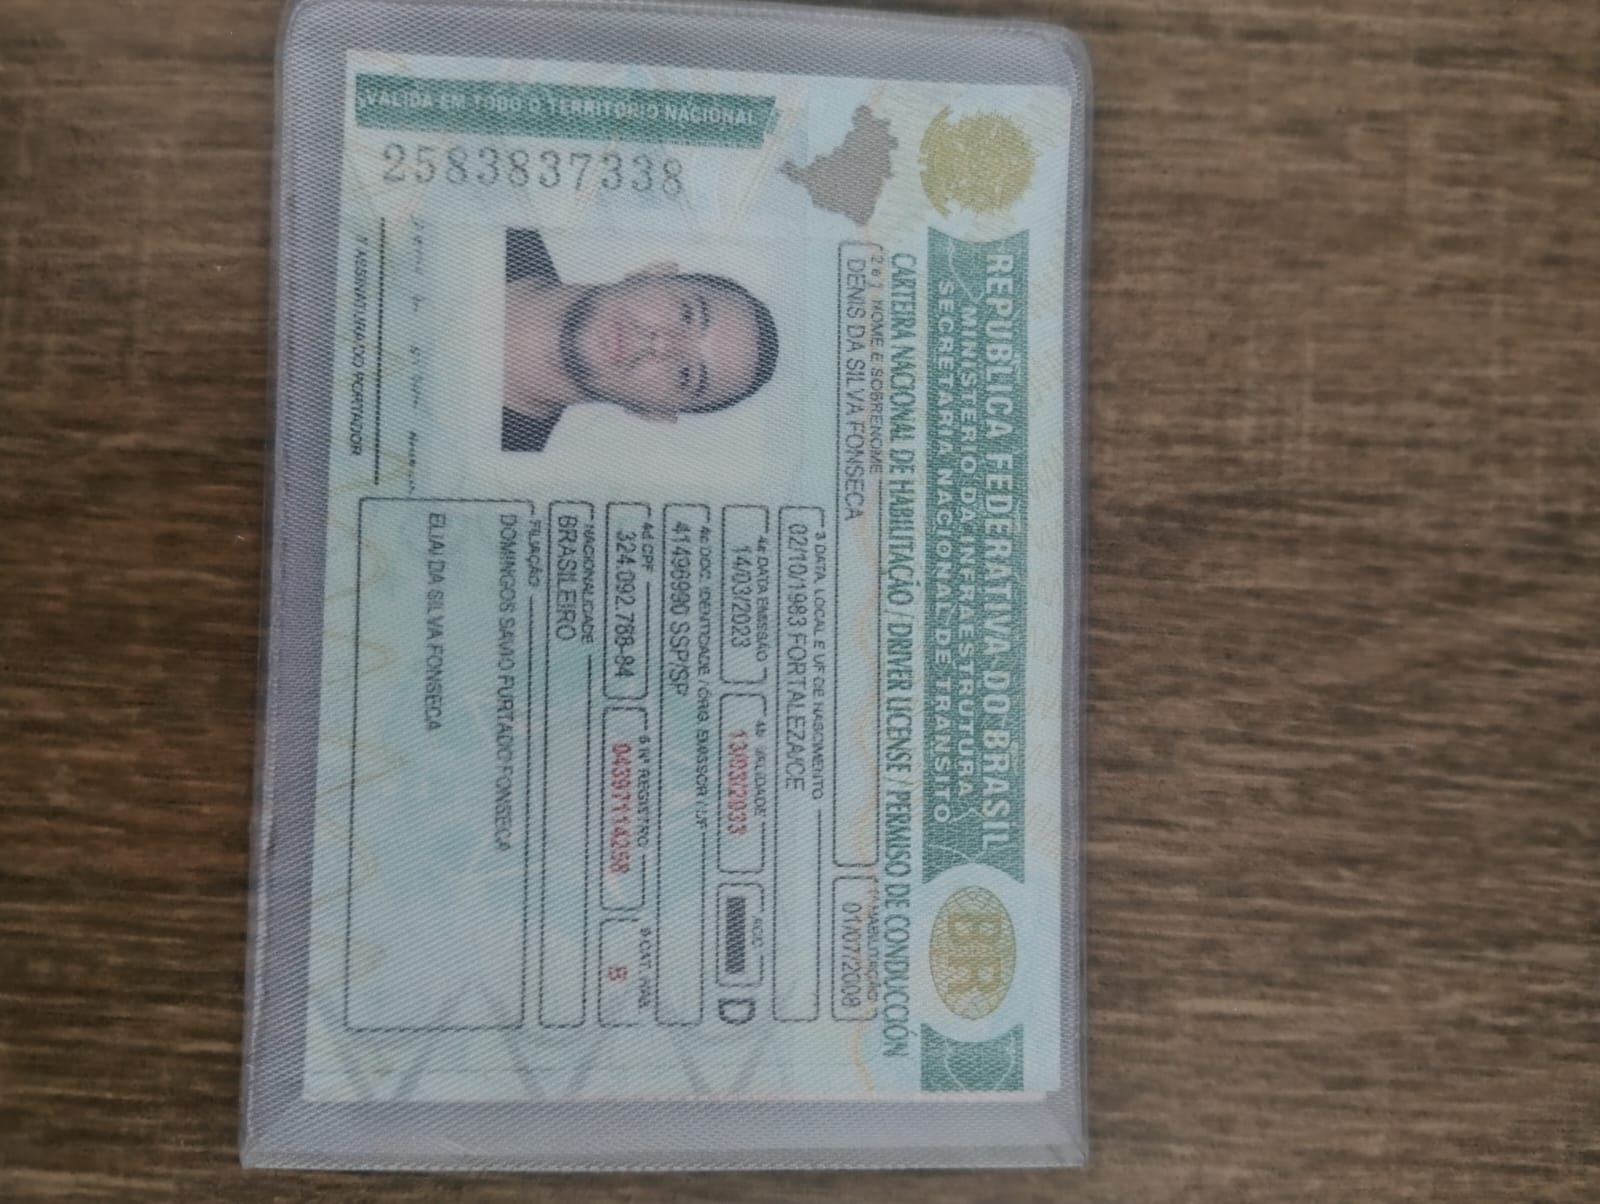 REPÚBLICA FEDERATIVA DO BRASIL
MINISTÉRIO DA INFRAESTRUTURA
SECRETARIA NACIONAL DE TRÂNSITO
BR
CARTEIRA NACIONAL DE HABILITAÇÃO / DRIVER LICENSE / PERMISO DE CONDUCCIÓN
2 e 1 NOME E SOBRENOME
HABILITAÇÃO
DENIS DA SILVA FONSECA
01/07/2008
3 DATA, LOCAL E UF DE NASCIMENTO
02/10/1983 FORTALEZA/CE
4a DATA EMISSÃO
4b VALIDADE
ACC
14/03/2023
13/03/2033
D
4c DOC. IDENTIDADE / ÓRG. EMISSOR / UF
41498990 SSP/SP
4d CPF
5 Nº REGISTRO
9 CAT. HAB.
324.092.788-84
04397114258
B
NACIONALIDADE
BRASILEIRO
FILIAÇÃO
DOMINGOS SAVIO FURTADO FONSECA
ELIAI DA SILVA FONSECA
VÁLIDA EM TODO O TERRITÓRIO NACIONAL
2583837338
7 ASSINATURA DO PORTADOR